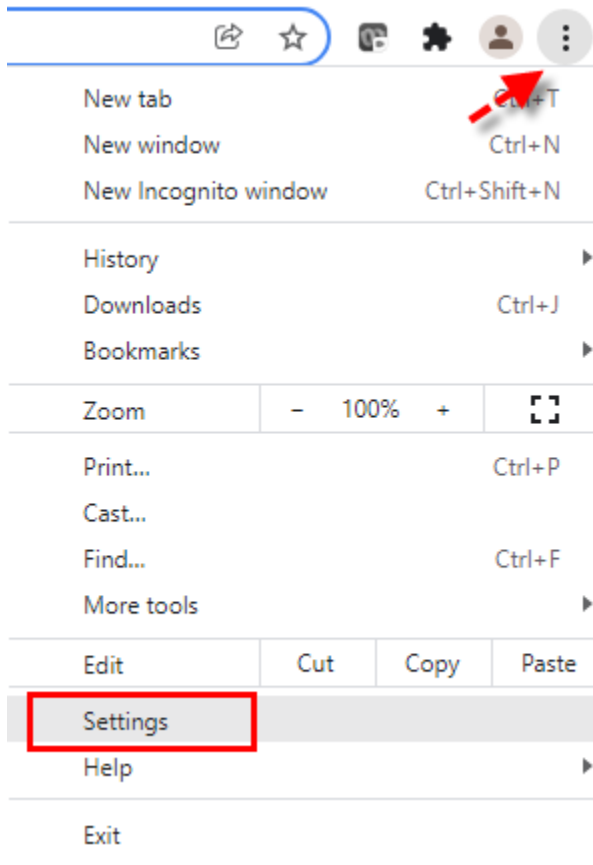 New tab Ctrl+T
New window Ctrl+N
New Incognito window Ctrl+Shift+N
History
Downloads Ctrl+J
Bookmarks
Zoom - 100% +
Print... Ctrl+P
Cast...
Find... Ctrl+F
More tools
Edit Cut Copy Paste
Settings
Help
Exit